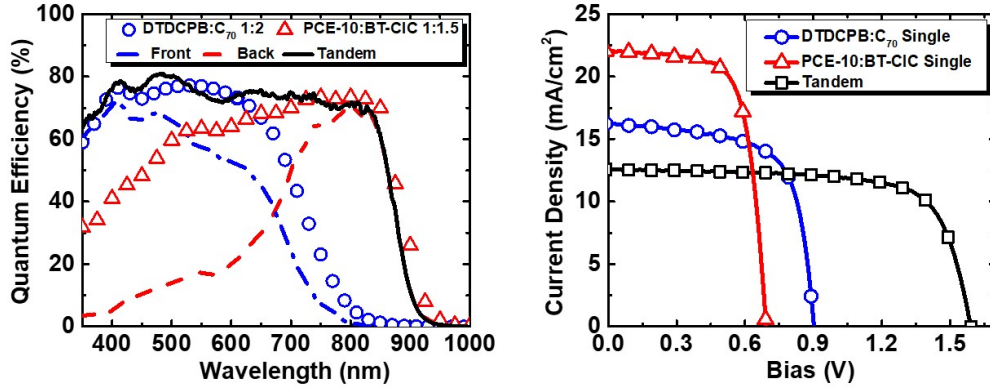 DTDCPB:C₇₀ 1:2 PCE-10:BT-CIC 1:1.5
Front Back Tandem
Quantum Efficiency (%)
100
80
60
40
20
0
400 500 600 700 800 900 1000
Wavelength (nm)
DTDCPB:C₇₀ Single
PCE-10:BT-CIC Single
Tandem
Current Density (mA/cm²)
25
20
15
10
5
0
0.0 0.3 0.6 0.9 1.2 1.5
Bias (V)